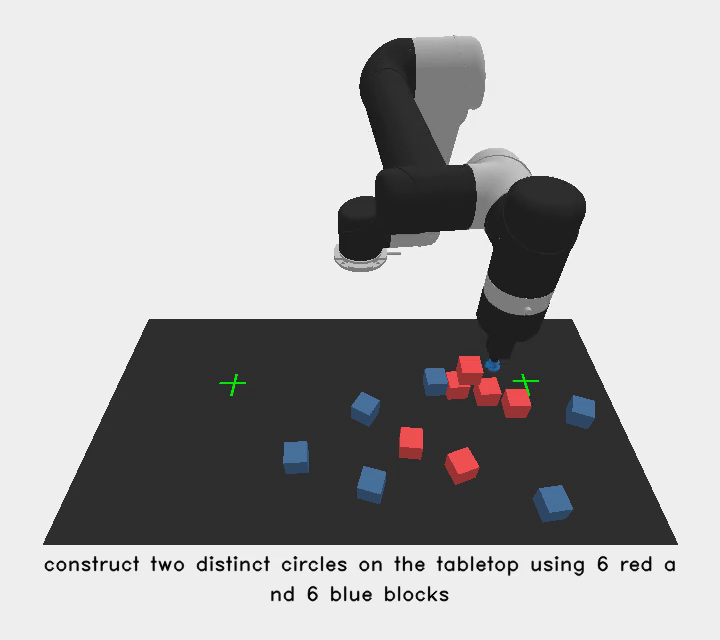 construct two distinct circles on the tabletop using 6 red a
nd 6 blue blocks